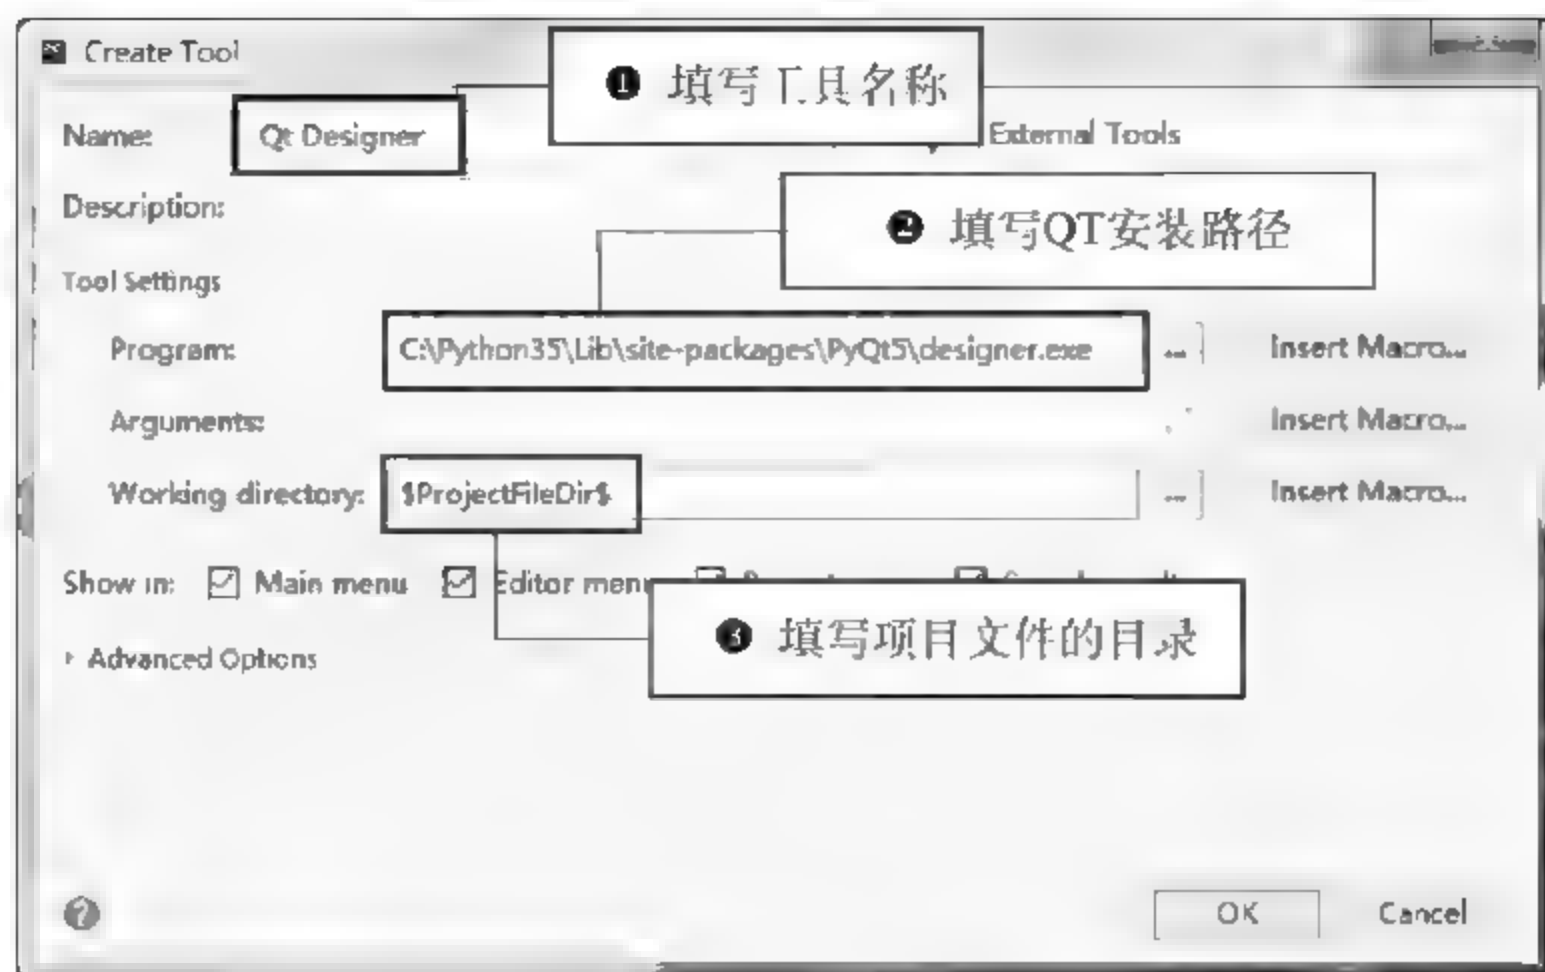 Create Tool
❶ 填写工具名称
Name: Qt Designer External Tools
Description:
❷ 填写QT安装路径
Tool Settings
Program: C:\Python35\Lib\site-packages\PyQt5\designer.exe ... Insert Macro...
Arguments: Insert Macro...
Working directory: $ProjectFileDir$ ... Insert Macro...
Show in: Main menu Editor menu
❸ 填写项目文件的目录
Advanced Options
? OK Cancel